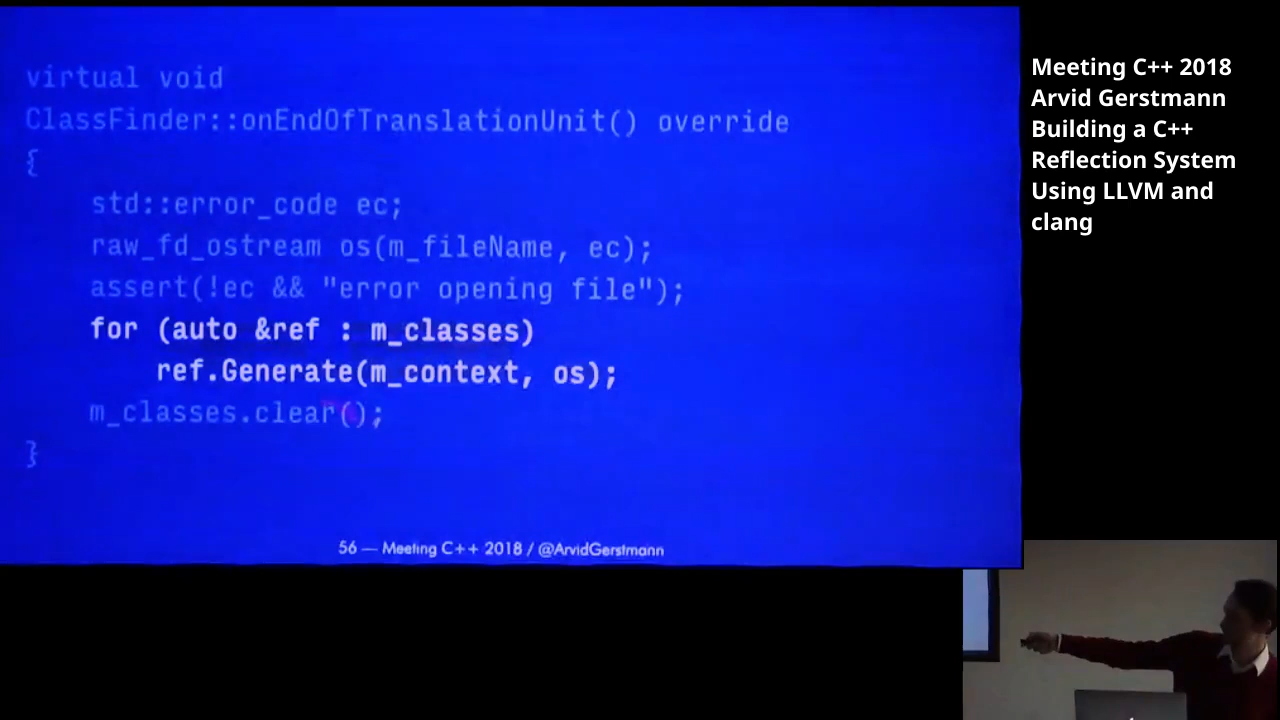 virtual void
ClassFinder::onEndOfTranslationUnit() override
{
    std::error_code ec;
    raw_fd_ostream os(m_fileName, ec);
    assert(!ec && "error opening file");
    for (auto &ref : m_classes)
        ref.Generate(m_context, os);
    m_classes.clear();
}
56 — Meeting C++ 2018 / @ArvidGerstmann
Meeting C++ 2018
Arvid Gerstmann
Building a C++
Reflection System
Using LLVM and
clang